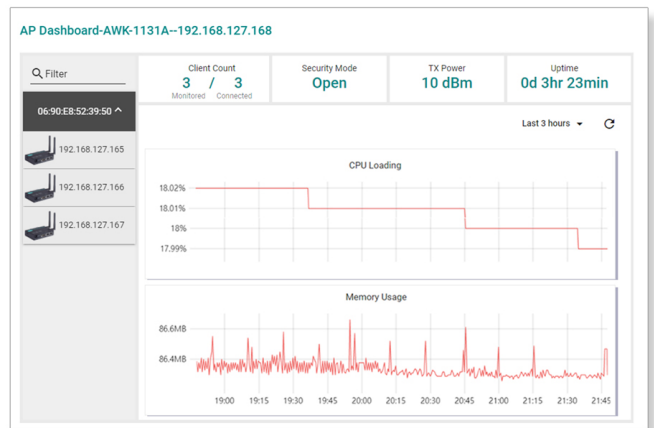 AP Dashboard-AWK-1131A--192.168.127.168
Filter
06:90:E8:52:39:50
192.168.127.165
192.168.127.166
192.168.127.167
Client Count
3 / 3
Monitored Connected
Security Mode
Open
TX Power
10 dBm
Uptime
0d 3hr 23min
Last 3 hours
CPU Loading
18.02%
18.01%
18%
17.99%
Memory Usage
86.6MB
86.4MB
19:00 19:15 19:30 19:45 20:00 20:15 20:30 20:45 21:00 21:15 21:30 21:45